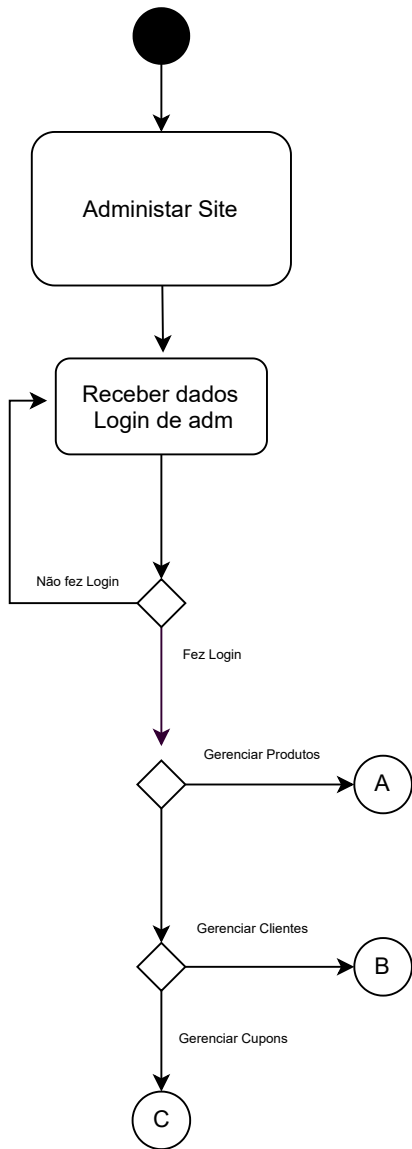 Administar Site
Receber dados
Login de adm
Não fez Login
Fez Login
Gerenciar Produtos
A
Gerenciar Clientes
B
Gerenciar Cupons
C